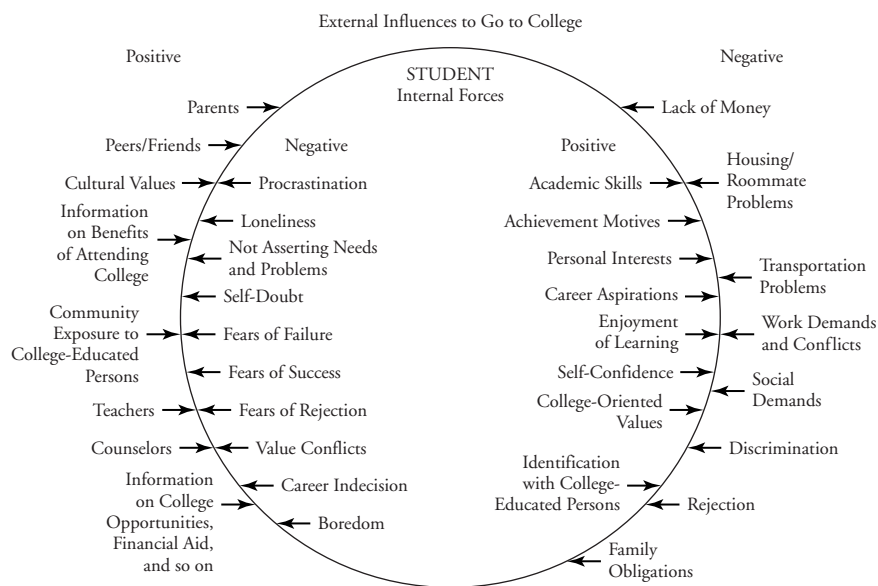 External Influences to Go to College
Positive
Negative
STUDENT
Internal Forces
Parents
Peers/Friends
Cultural Values
Information
on Benefits
of Attending
College
Community
Exposure to
College-Educated
Persons
Teachers
Counselors
Information
on College
Opportunities,
Financial Aid,
and so on
Negative
Procrastination
Loneliness
Not Asserting Needs
and Problems
Self-Doubt
Fears of Failure
Fears of Success
Fears of Rejection
Value Conflicts
Career Indecision
Boredom
Positive
Academic Skills
Achievement Motives
Personal Interests
Career Aspirations
Enjoyment
of Learning
Self-Confidence
College-Oriented
Values
Identification
with College-
Educated Persons
Lack of Money
Housing/
Roommate
Problems
Transportation
Problems
Work Demands
and Conflicts
Social
Demands
Discrimination
Rejection
Family
Obligations